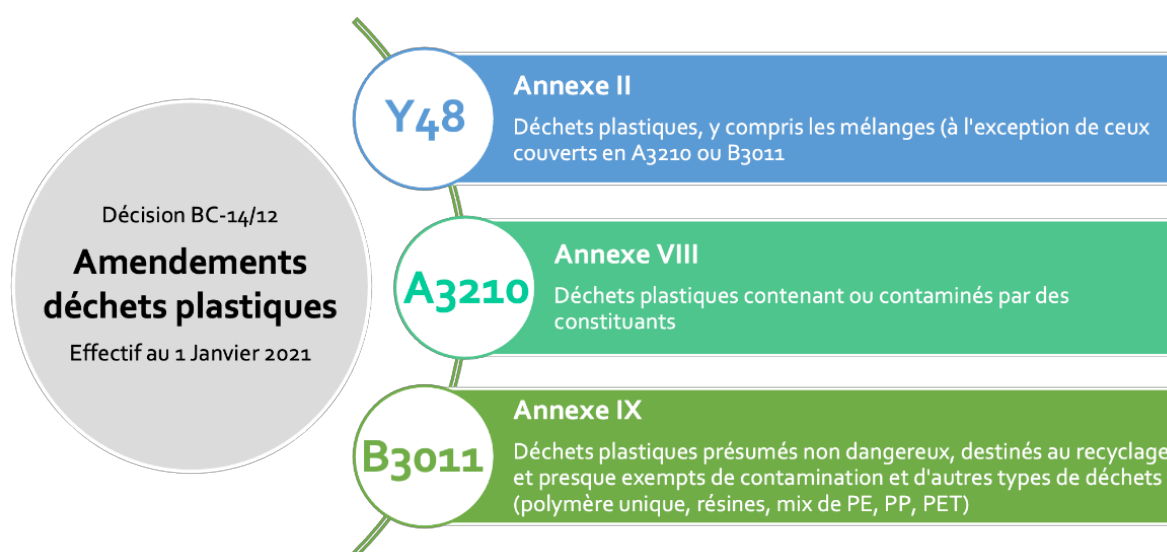 Décision BC-14/12
Amendements
déchets plastiques
Effectif au 1 Janvier 2021
Y48
Annexe II
Déchets plastiques, y compris les mélanges (à l'exception de ceux
couverts en A3210 ou B3011
A3210
Annexe VIII
Déchets plastiques contenant ou contaminés par des
constituants
B3011
Annexe IX
Déchets plastiques présumés non dangereux, destinés au recyclage
et presque exempts de contamination et d'autres types de déchets
(polymère unique, résines, mix de PE, PP, PET)